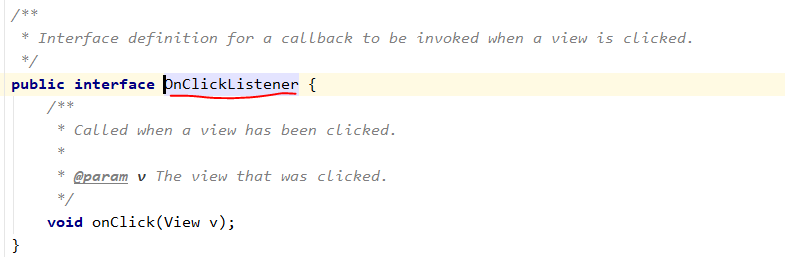 /**
 * Interface definition for a callback to be invoked when a view is clicked.
 */
public interface OnClickListener {
    /**
     * Called when a view has been clicked.
     *
     * @param v The view that was clicked.
     */
    void onClick(View v);
}